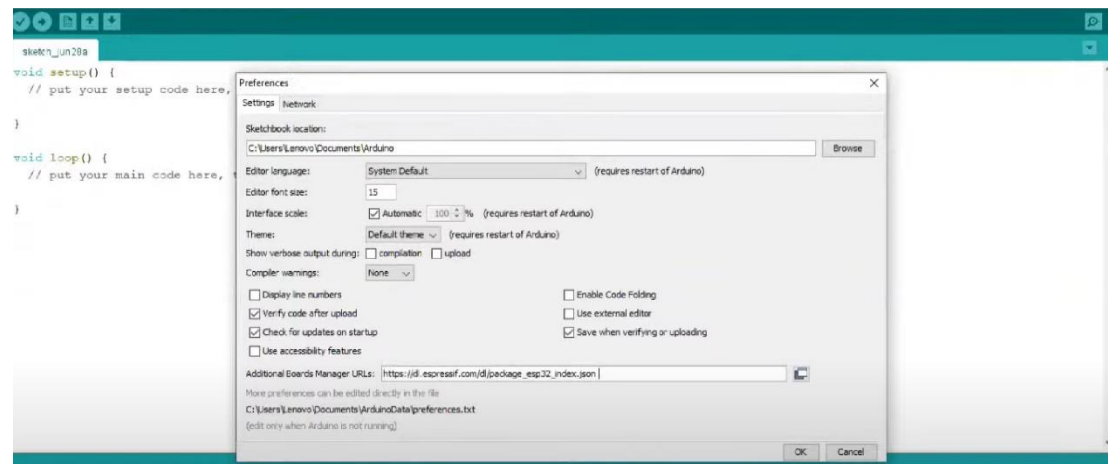 sketch_jun28a
void setup() {
// put your setup code here,
}
void loop() {
// put your main code here, t
}
Preferences
Settings Network
Sketchbook location:
C:\Users\Lenovo\Documents\Arduino
Browse
Editor language: System Default (requires restart of Arduino)
Editor font size: 15
Interface scale: Automatic 100 % (requires restart of Arduino)
Theme: Default theme (requires restart of Arduino)
Show verbose output during: compilation upload
Compiler warnings: None
Display line numbers Enable Code Folding
Verify code after upload Use external editor
Check for updates on startup Save when verifying or uploading
Use accessibility features
Additional Boards Manager URLs: https://dl.espressif.com/dl/package_esp32_index.json
More preferences can be edited directly in the file
C:\Users\Lenovo\Documents\ArduinoData\preferences.txt
(edit only when Arduino is not running)
OK Cancel